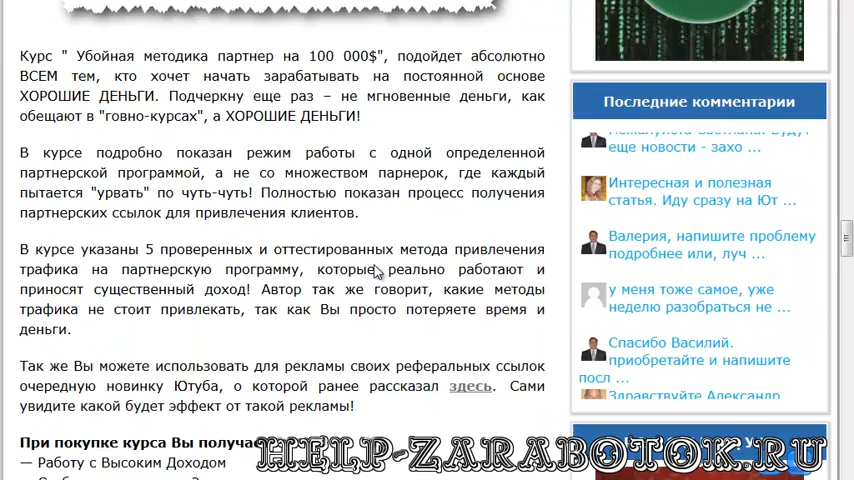 Курс " Убойная методика партнер на 100 000$", подойдет абсолютно
ВСЕМ тем, кто хочет начать зарабатывать на постоянной основе
ХОРОШИЕ ДЕНЬГИ. Подчеркну еще раз – не мгновенные деньги, как
обещают в "говно-курсах", а ХОРОШИЕ ДЕНЬГИ!
В курсе подробно показан режим работы с одной определенной
партнерской программой, а не со множеством парнерок, где каждый
пытается "урвать" по чуть-чуть! Полностью показан процесс получения
партнерских ссылок для привлечения клиентов.
В курсе указаны 5 проверенных и оттестированных метода привлечения
трафика на партнерскую программу, которые реально работают и
приносят существенный доход! Автор так же говорит, какие методы
трафика не стоит привлекать, так как Вы просто потеряете время и
деньги.
Так же Вы можете использовать для рекламы своих реферальных ссылок
очередную новинку Ютуба, о которой ранее рассказал здесь. Сами
увидите какой будет эффект от такой рекламы!
При покупке курса Вы получае
— Работу с Высоким Доходом
Последние комментарии
еще новости - захо ...
Интересная и полезная
статья. Иду сразу на Ют ...
Валерия, напишите проблему
подробнее или, луч ...
у меня тоже самое, уже
неделю разобраться не ...
Спасибо Василий.
приобретайте и напишите
посл ...
Здравствуйте Александр
HELP-ZARABOTOK.RU